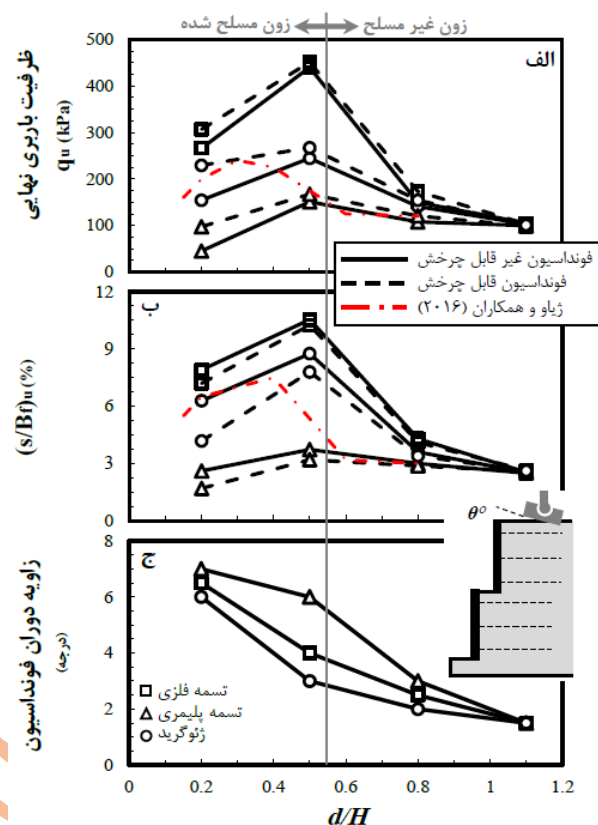 زون مسلح شده
زون غیر مسلح
الف
ظرفیت باربری نهایی
qu (kPa)
500
400
300
200
100
0
فونداسیون غیر قابل چرخش
فونداسیون قابل چرخش
ژیاو و همکاران (۲۰۱۶)
ب
(s/Bf)u (%)
12
9
6
3
0
θ°
ج
زاویه دوران فونداسیون
(درجه)
8
6
4
2
0
تسمه فلزی
تسمه پلیمری
ژئوگرید
0 0.2 0.4 0.6 0.8 1 1.2
d/H